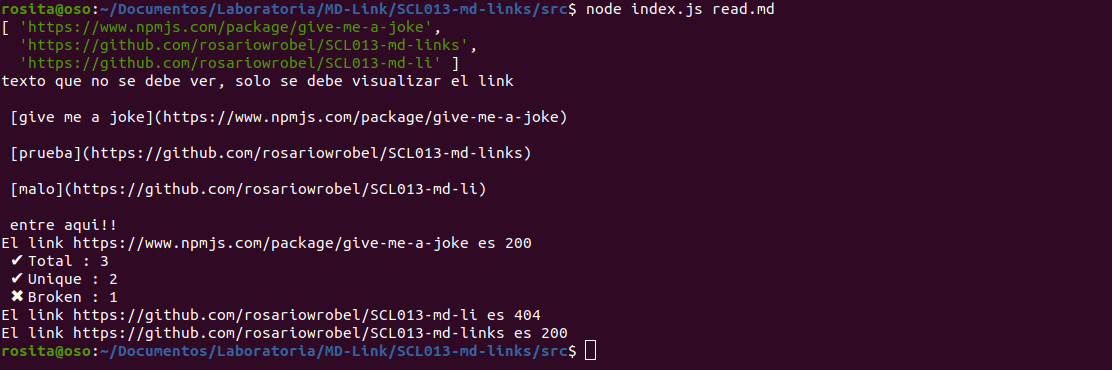 rosita@oso:~/Documentos/Laboratoria/MD-Link/SCL013-md-links/src$ node index.js read.md
[ 'https://www.npmjs.com/package/give-me-a-joke',
  'https://github.com/rosariowrobel/SCL013-md-links',
  'https://github.com/rosariowrobel/SCL013-md-li' ]
texto que no se debe ver, solo se debe visualizar el link
 [give me a joke](https://www.npmjs.com/package/give-me-a-joke)
 [prueba](https://github.com/rosariowrobel/SCL013-md-links)
 [malo](https://github.com/rosariowrobel/SCL013-md-li)
 entre aqui!!
El link https://www.npmjs.com/package/give-me-a-joke es 200
 ✔ Total : 3
 ✔ Unique : 2
 ✖ Broken : 1
El link https://github.com/rosariowrobel/SCL013-md-li es 404
El link https://github.com/rosariowrobel/SCL013-md-links es 200
rosita@oso:~/Documentos/Laboratoria/MD-Link/SCL013-md-links/src$